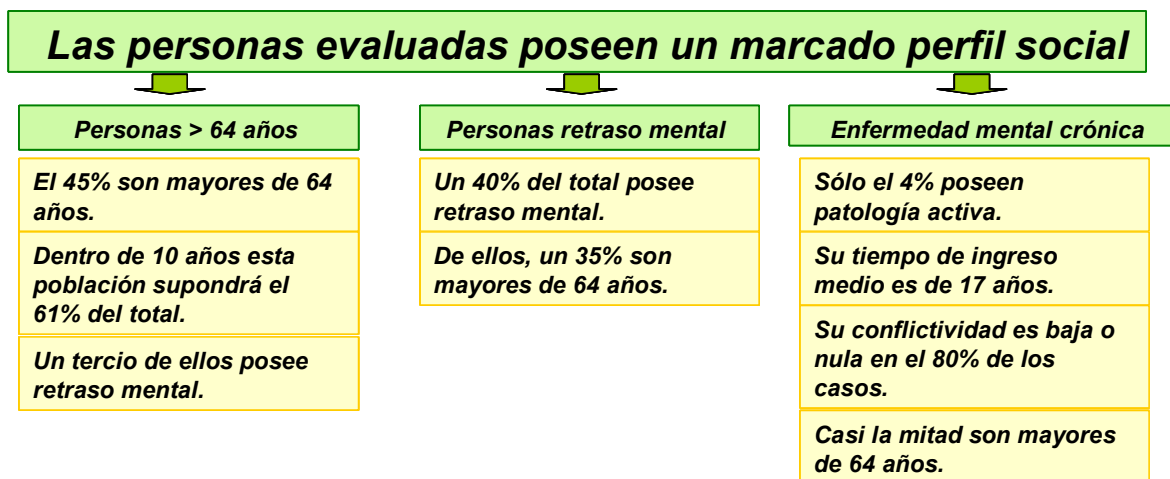 Las personas evaluadas poseen un marcado perfil social
Personas > 64 años
El 45% son mayores de 64
años.
Dentro de 10 años esta
población supondrá el
61% del total.
Un tercio de ellos posee
retraso mental.
Personas retraso mental
Un 40% del total posee
retraso mental.
De ellos, un 35% son
mayores de 64 años.
Enfermedad mental crónica
Sólo el 4% poseen
patología activa.
Su tiempo de ingreso
medio es de 17 años.
Su conflictividad es baja o
nula en el 80% de los
casos.
Casi la mitad son mayores
de 64 años.